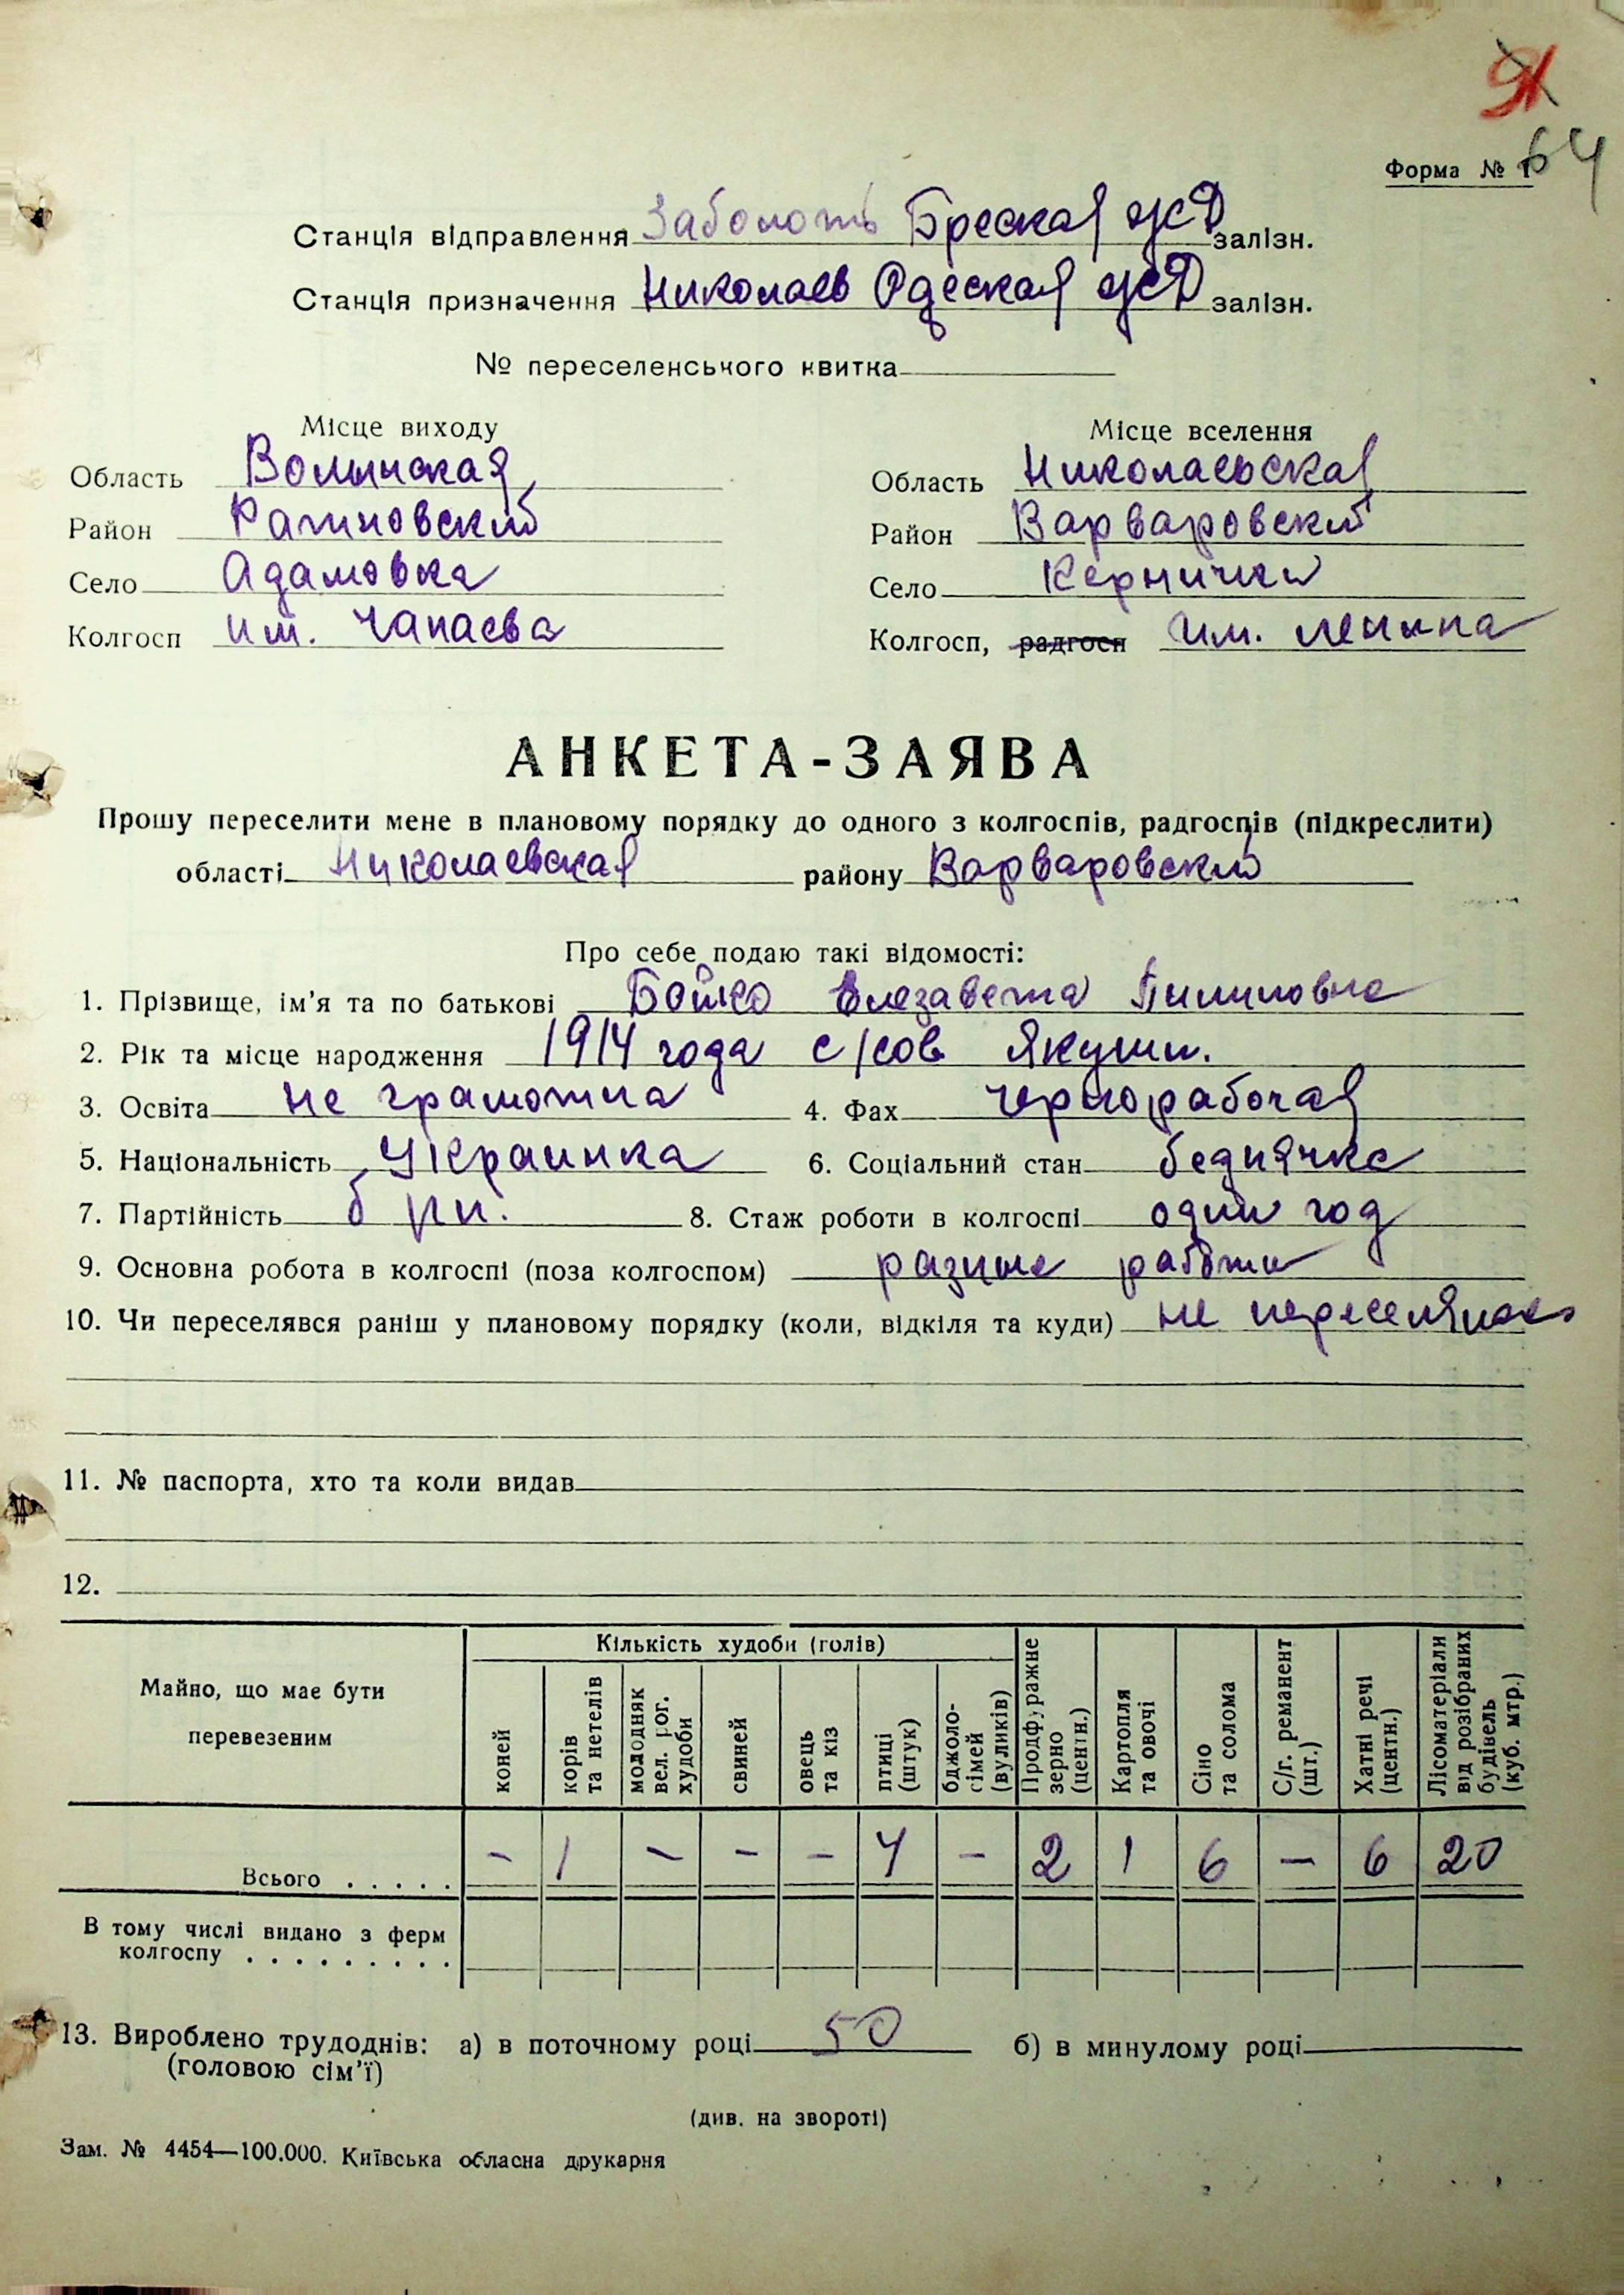 91
64
Форма № 1
Станція відправлення Заболоть Бреская ж Д залізн.
Станція призначення Николаев Одеская ж Д залізн.
№ переселенського квитка
Місце виходу
Місце вселення
Область Волынская
Область Николаевская
Район Ратновский
Район Варваровский
Село Адамовка
Село Кернички
Колгосп им. Чапаева
Колгосп, радгосп им. Ленина
АНКЕТА-ЗАЯВА
Прошу переселити мене в плановому порядку до одного з колгоспів, радгоспів (підкреслити)
області Николаевская району Варваровский
Про себе подаю такі відомості:
1. Прізвище, ім'я та по батькові Бойко Елезавета Пилиповна
2. Рік та місце народження 1914 года с/сов Якуши.
3. Освіта не грамотна 4. Фах чернорабочая
5. Національність Украинка 6. Соціальний стан беднячка
7. Партійність б/п. 8. Стаж роботи в колгоспі один год
9. Основна робота в колгоспі (поза колгоспом) разные работы
10. Чи переселявся раніш у плановому порядку (коли, відкіля та куди) не переселялась
11. № паспорта, хто та коли видав
12.
Майно, що має бути перевезеним
Кількість худоби (голів)
коней
корів та нетелів
молодняк вел. рог. худоби
свиней
овець та кіз
птиці (штук)
бджоло-сімей (вуликів)
Продфуражне зерно (центн.)
Картопля та овочі
Сіно та солома
С/г. реманент (шт.)
Хатні речі (центн.)
Лісоматеріали від розібраних будівель (куб. мтр.)
Всього . . . . . - 1 - - - 4 - 2 1 6 - 6 20
В тому числі видано з ферм
колгоспу . . . . . . . . .
13. Вироблено трудоднів: а) в поточному році 50 б) в минулому році
(головою сім'ї)
(див. на звороті)
Зам. № 4454—100.000. Київська обласна друкарня